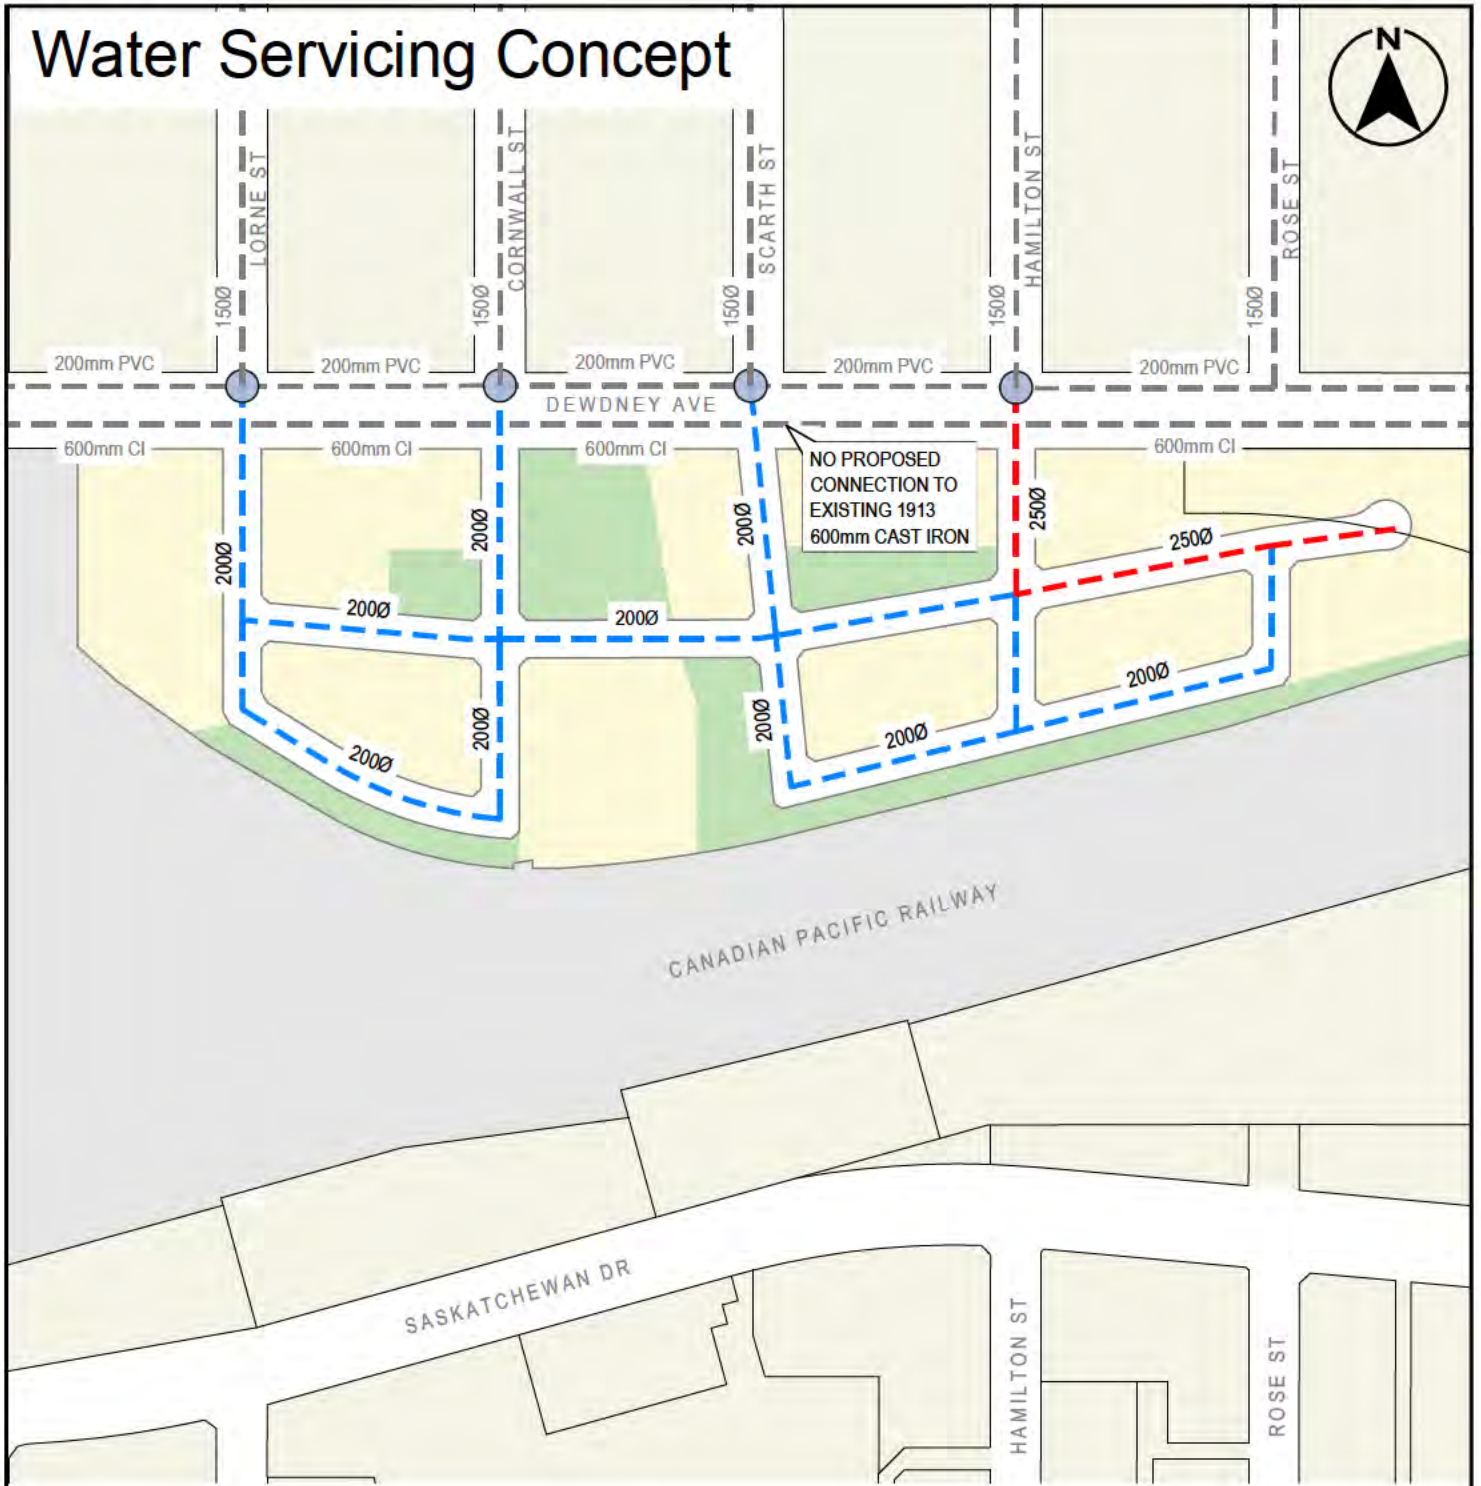 Water Servicing Concept
N
LORNE ST
CORNWALL ST
SCARTH ST
HAMILTON ST
ROSE ST
150Ø
150Ø
150Ø
150Ø
150Ø
200mm PVC
200mm PVC
200mm PVC
200mm PVC
200mm PVC
DEWDNEY AVE
600mm CI
600mm CI
600mm CI
600mm CI
NO PROPOSED
CONNECTION TO
EXISTING 1913
600mm CAST IRON
200Ø
200Ø
200Ø
250Ø
250Ø
200Ø
200Ø
200Ø
200Ø
200Ø
200Ø
200Ø
CANADIAN PACIFIC RAILWAY
SASKATCHEWAN DR
HAMILTON ST
ROSE ST